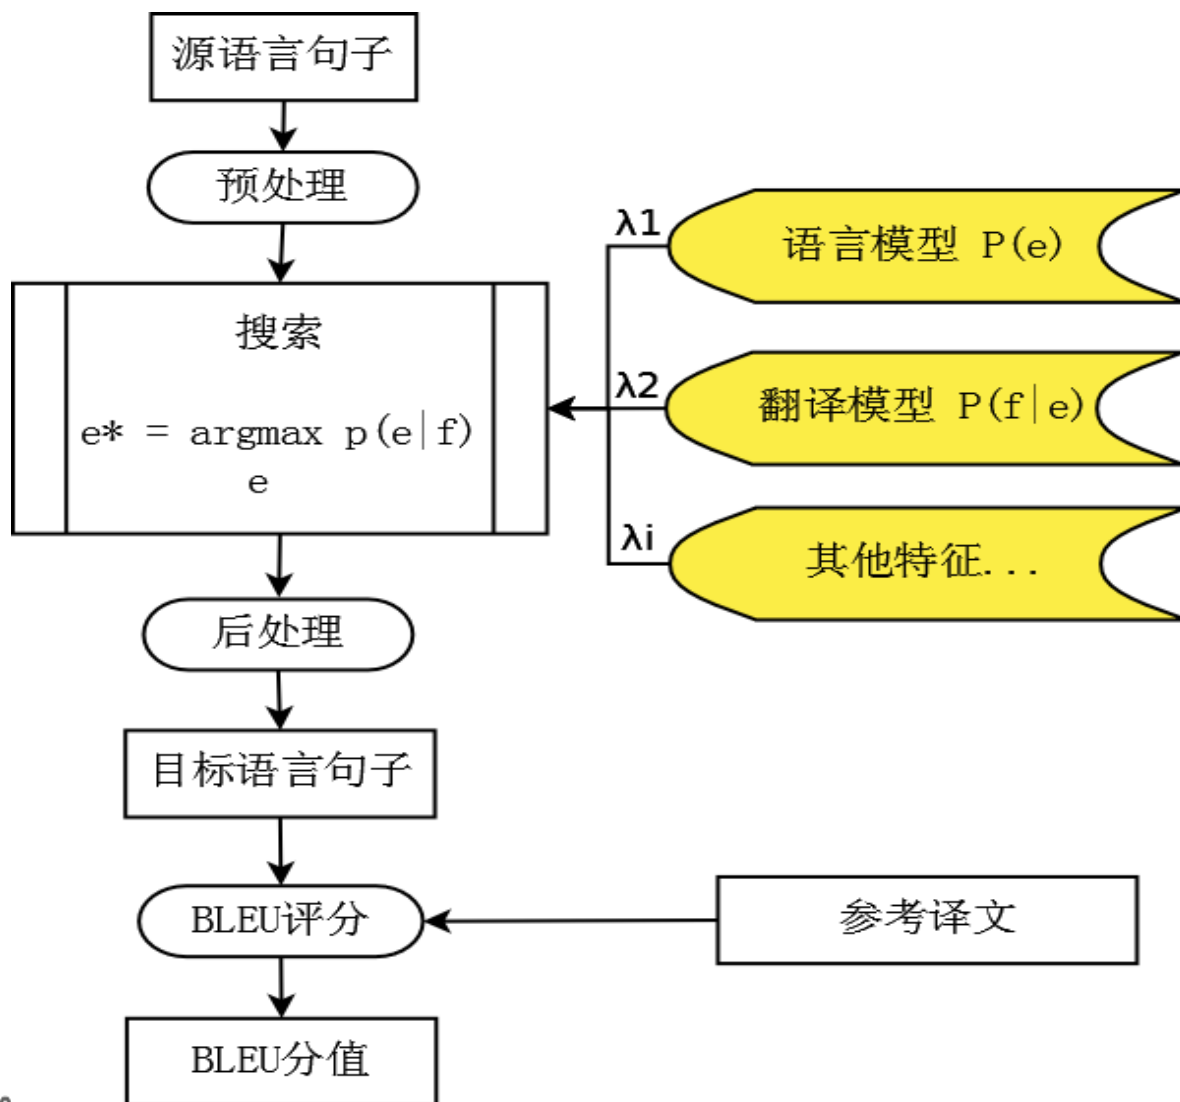 源语言句子
预处理
搜索
e* = argmax p(e|f)
e
λ1
语言模型 P(e)
λ2
翻译模型 P(f|e)
λi
其他特征...
后处理
目标语言句子
BLEU评分
参考译文
BLEU分值